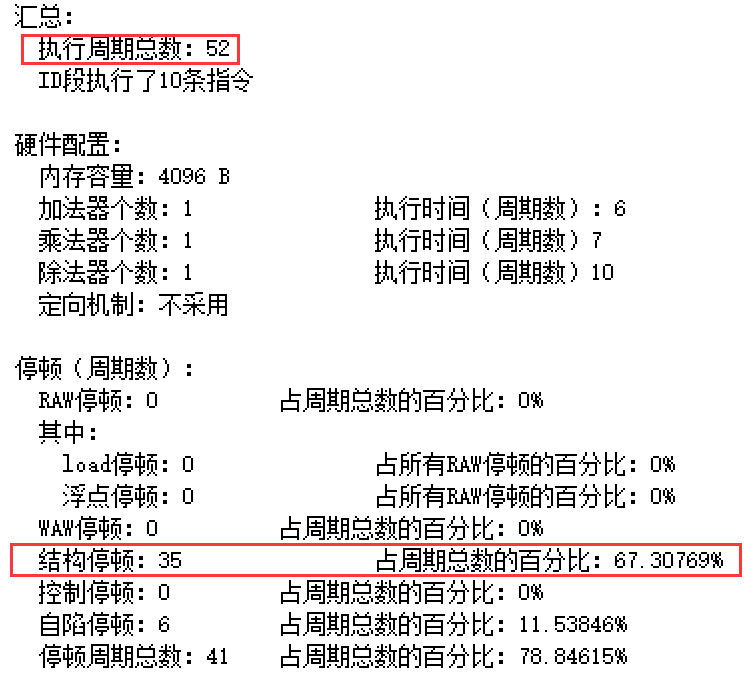 汇总：
执行周期总数：52
ID段执行了10条指令
硬件配置：
内存容量：4096 B
加法器个数：1 执行时间（周期数）：6
乘法器个数：1 执行时间（周期数）7
除法器个数：1 执行时间（周期数）10
定向机制：不采用
停顿（周期数）：
RAW停顿：0 占周期总数的百分比：0%
其中：
load停顿：0 占所有RAW停顿的百分比：0%
浮点停顿：0 占所有RAW停顿的百分比：0%
WAW停顿：0 占周期总数的百分比：0%
结构停顿：35 占周期总数的百分比：67.30769%
控制停顿：0 占周期总数的百分比：0%
自陷停顿：6 占周期总数的百分比：11.53846%
停顿周期总数：41 占周期总数的百分比：78.84615%